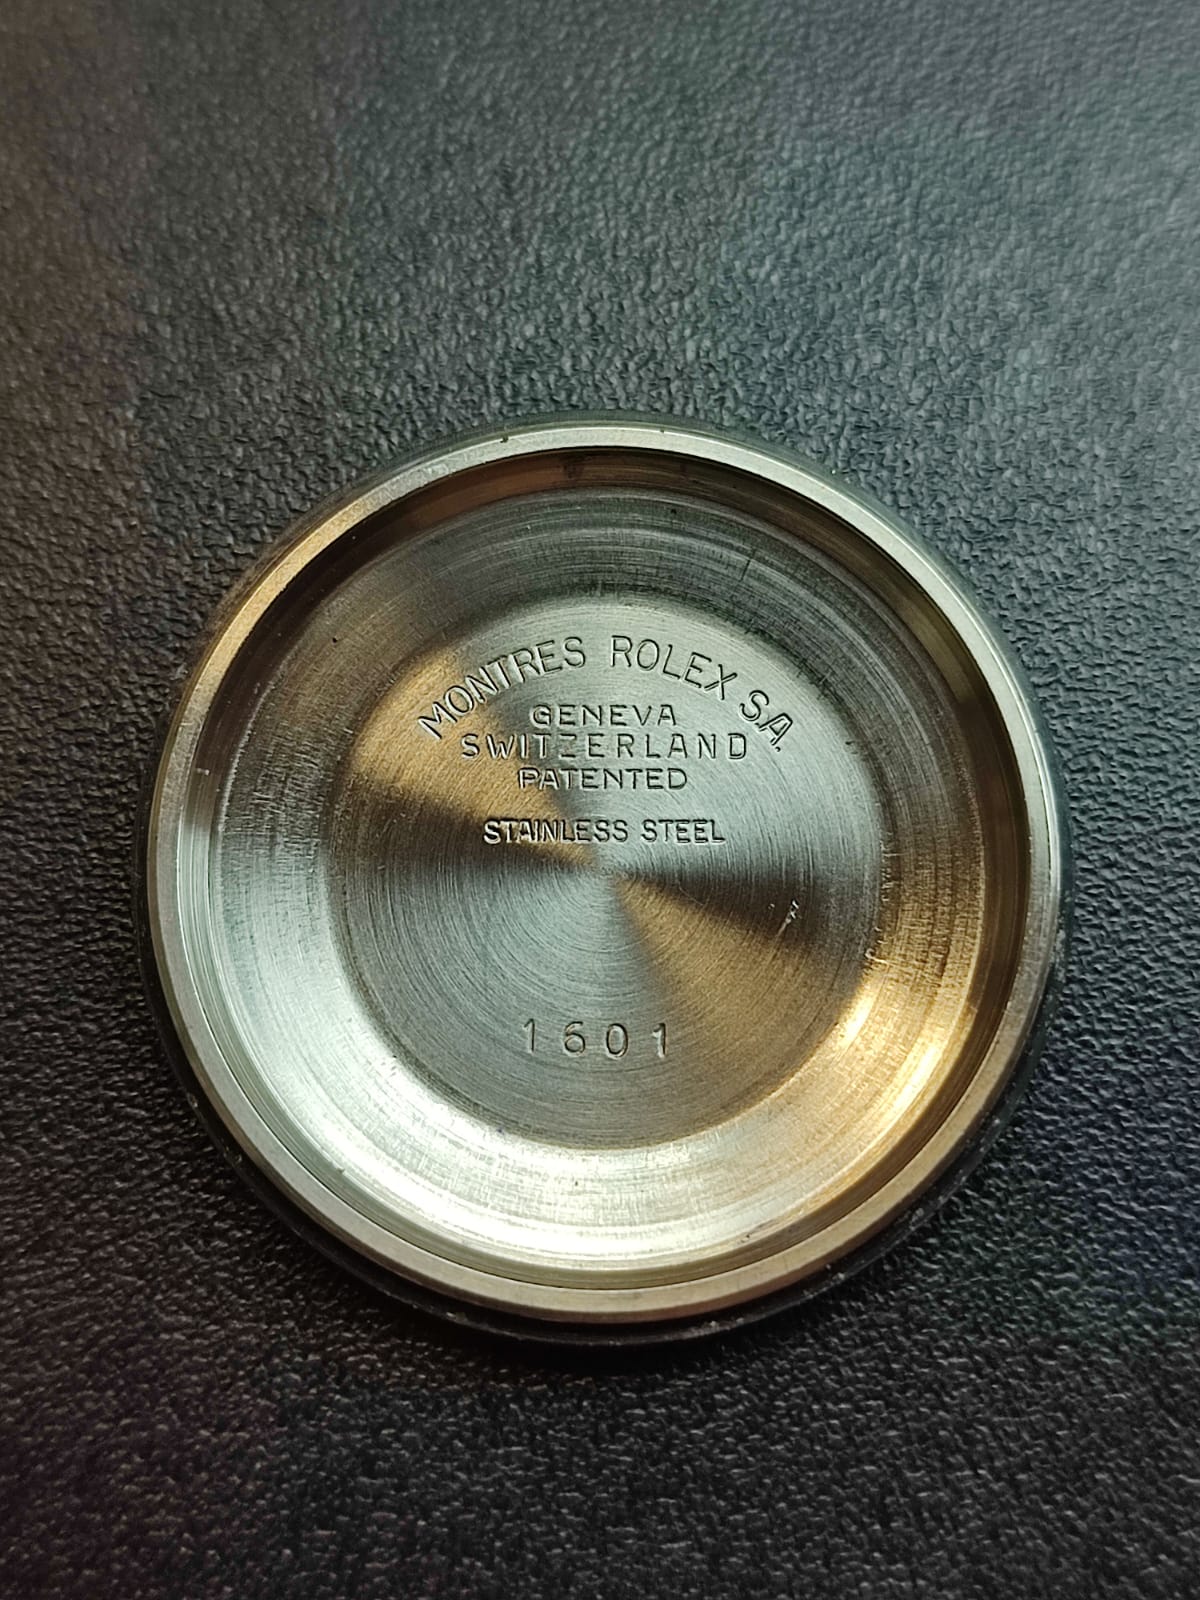 MONTRES ROLEX S.A.
GENEVA
SWITZERLAND
PATENTED
STAINLESS STEEL
1601